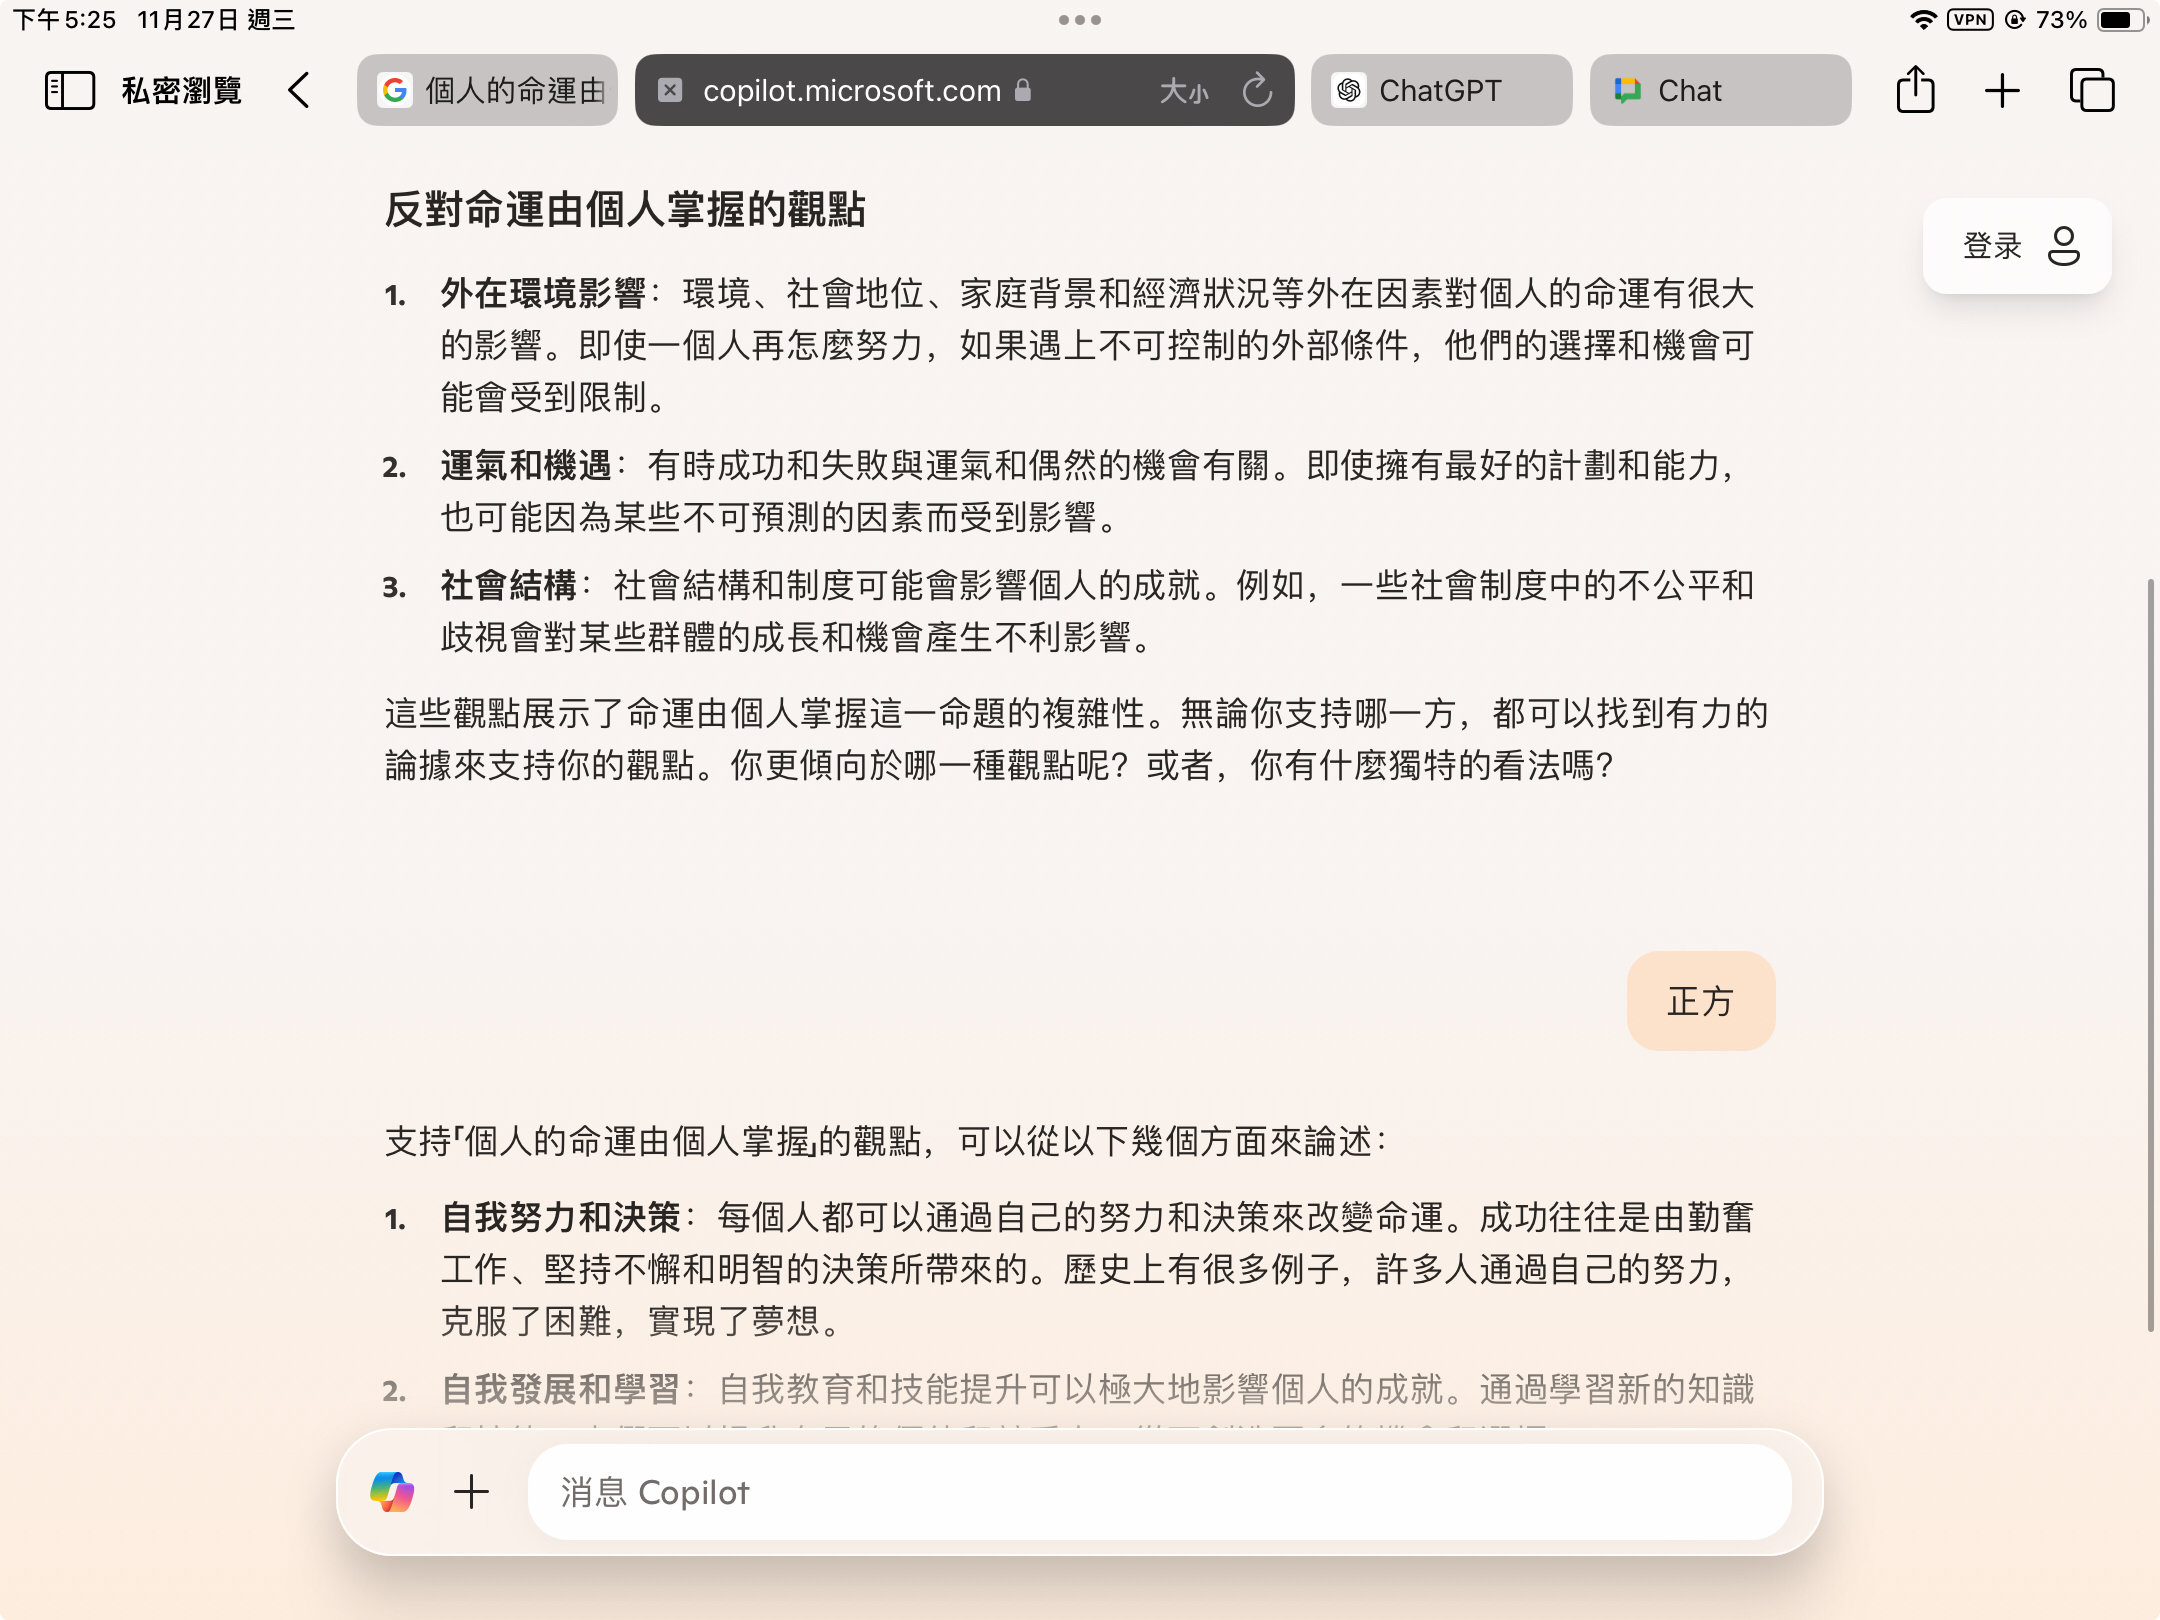 下午5:25 11月27日 週三
VPN 73%
私密瀏覽
個人的命運由
copilot.microsoft.com
大小
ChatGPT
Chat
反對命運由個人掌握的觀點
登录
1. 外在環境影響：環境、社會地位、家庭背景和經濟狀況等外在因素對個人的命運有很大
的影響。即使一個人再怎麼努力，如果遇上不可控制的外部條件，他們的選擇和機會可
能會受到限制。
2. 運氣和機遇：有時成功和失敗與運氣和偶然的機會有關。即使擁有最好的計劃和能力，
也可能因為某些不可預測的因素而受到影響。
3. 社會結構：社會結構和制度可能會影響個人的成就。例如，一些社會制度中的不公平和
歧視會對某些群體的成長和機會產生不利影響。
這些觀點展示了命運由個人掌握這一命題的複雜性。無論你支持哪一方，都可以找到有力的
論據來支持你的觀點。你更傾向於哪一種觀點呢？或者，你有什麼獨特的看法嗎？
正方
支持「個人的命運由個人掌握」的觀點，可以從以下幾個方面來論述：
1. 自我努力和決策：每個人都可以通過自己的努力和決策來改變命運。成功往往是由勤奮
工作、堅持不懈和明智的決策所帶來的。歷史上有很多例子，許多人通過自己的努力，
克服了困難，實現了夢想。
2. 自我發展和學習：自我教育和技能提升可以極大地影響個人的成就。通過學習新的知識
消息 Copilot